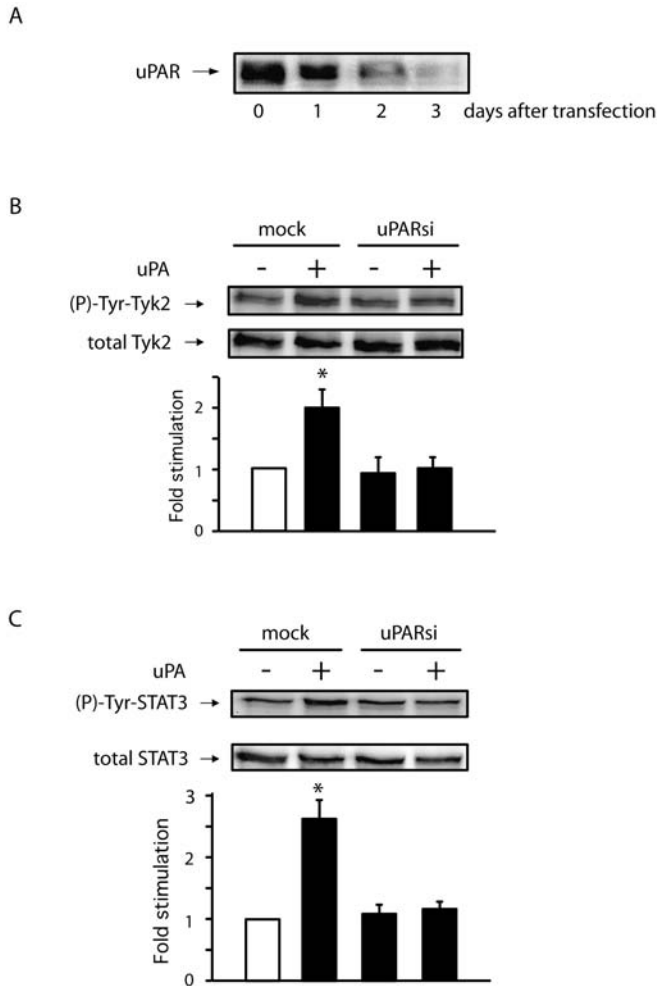 A
uPAR →
0 1 2 3 days after transfection
B
mock uPARsi
uPA - + - +
(P)-Tyr-Tyk2 →
total Tyk2 →
*
2
1
0
Fold stimulation
C
mock uPARsi
uPA - + - +
(P)-Tyr-STAT3 →
total STAT3 →
*
3
2
1
0
Fold stimulation